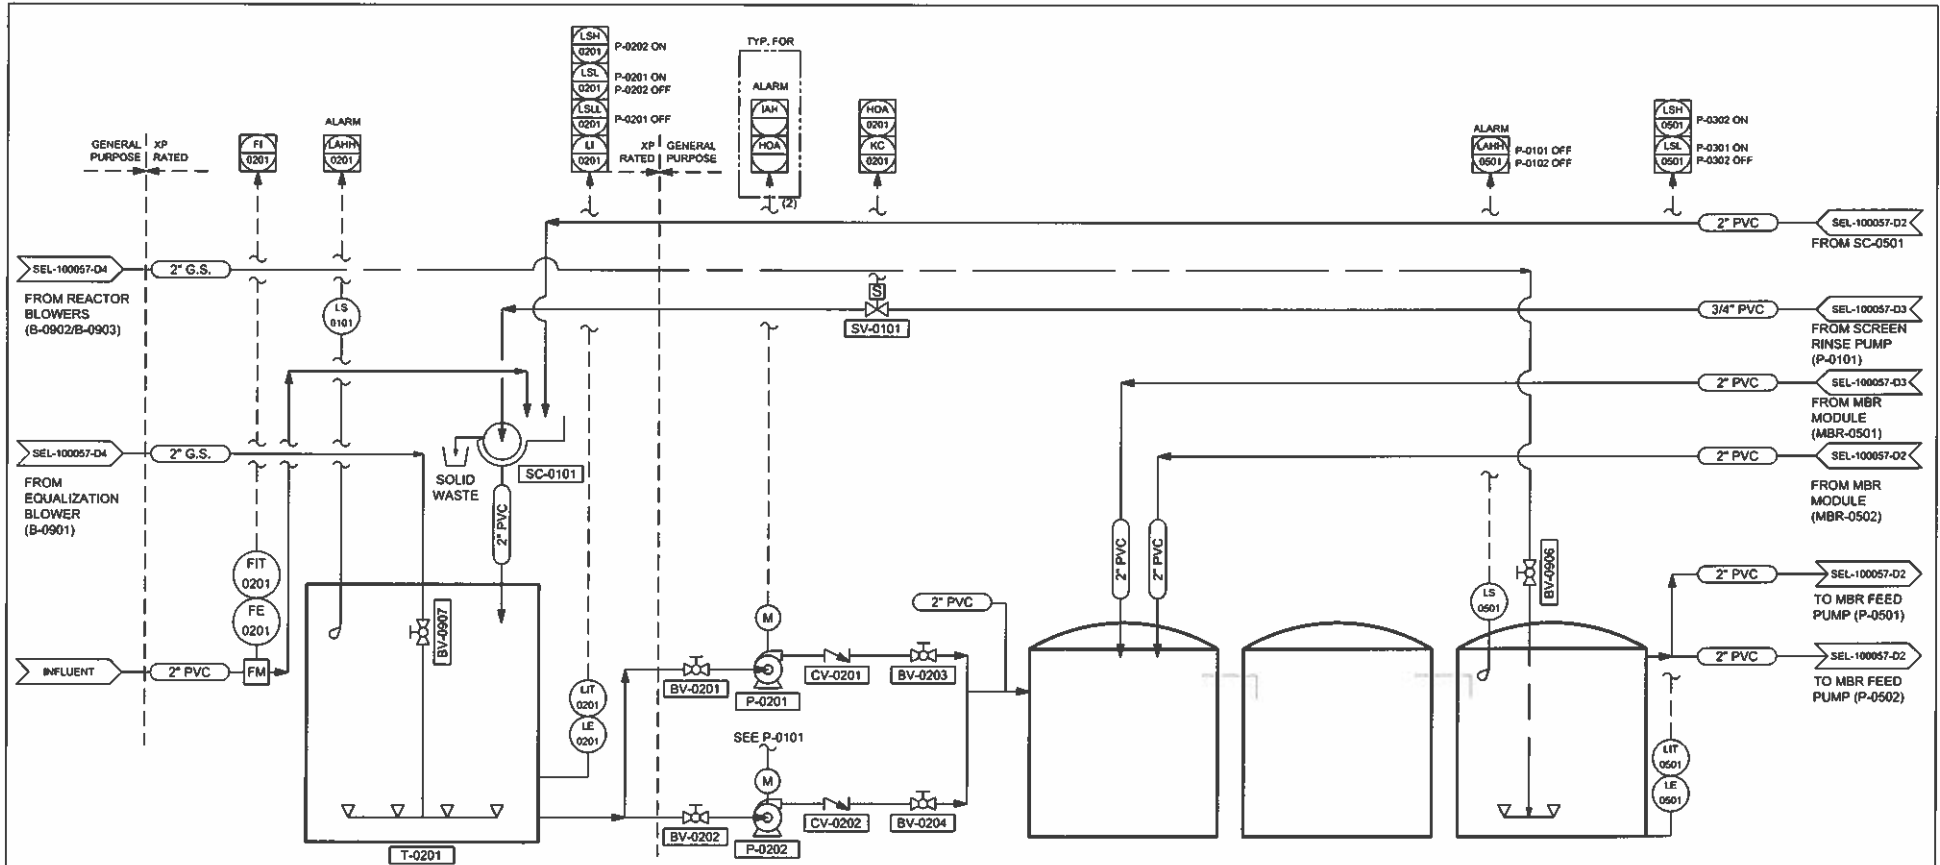 LSH
0201
P-0202 ON
LSL
0201
P-0201 ON
P-0202 OFF
LSLL
0201
P-0201 OFF
LI
0201
TYP. FOR
ALARM
IAH
HOA
(2)
HOA
0201
KC
0201
ALARM
LAHH
0501
P-0101 OFF
P-0102 OFF
LSH
0501
P-0302 ON
LSL
0501
P-0301 ON
P-0302 OFF
GENERAL
PURPOSE
XP
RATED
FI
0201
ALARM
LAHH
0201
XP
RATED
GENERAL
PURPOSE
2" PVC
SEL-100057-D2
FROM SC-0501
SEL-100057-D4
2" G.S.
FROM REACTOR
BLOWERS
(B-0902/B-0903)
LS
0101
S
SV-0101
3/4" PVC
SEL-100057-D3
FROM SCREEN
RINSE PUMP
(P-0101)
2" PVC
SEL-100057-D3
FROM MBR
MODULE
(MBR-0501)
SEL-100057-D4
2" G.S.
FROM
EQUALIZATION
BLOWER
(B-0901)
SOLID
WASTE
SC-0101
2" PVC
2" PVC
SEL-100057-D2
FROM MBR
MODULE
(MBR-0502)
FIT
0201
FE
0201
FM
INFLUENT
2" PVC
BV-0907
2" PVC
2" PVC
2" PVC
LS
0501
BV-0906
2" PVC
SEL-100057-D2
TO MBR FEED
PUMP (P-0501)
2" PVC
SEL-100057-D2
TO MBR FEED
PUMP (P-0502)
M
BV-0201
P-0201
CV-0201
BV-0203
LIT
0201
LE
0201
SEE P-0101
M
BV-0202
P-0202
CV-0202
BV-0204
LIT
0501
LE
0501
T-0201